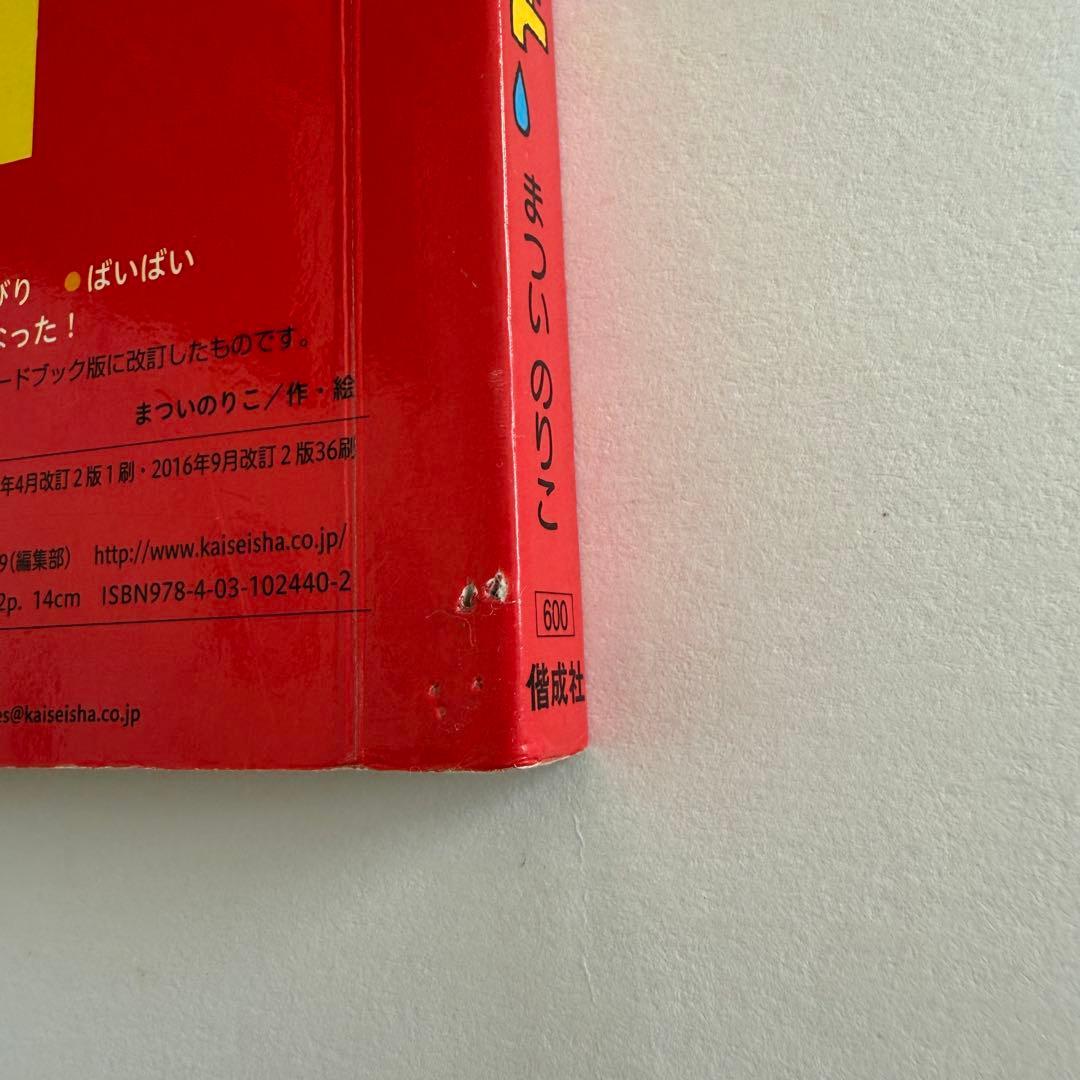 びり ●ばいばい
なった!
ードブック版に改訂したものです。
まついのりこ/作・絵
年4月改訂2版1刷・2016年9月改訂2版36刷
9(編集部) http://www.kaiseisha.co.jp/
2p. 14cm ISBN978-4-03-102440-2
es@kaiseisha.co.jp
まついのりこ
600
偕成社